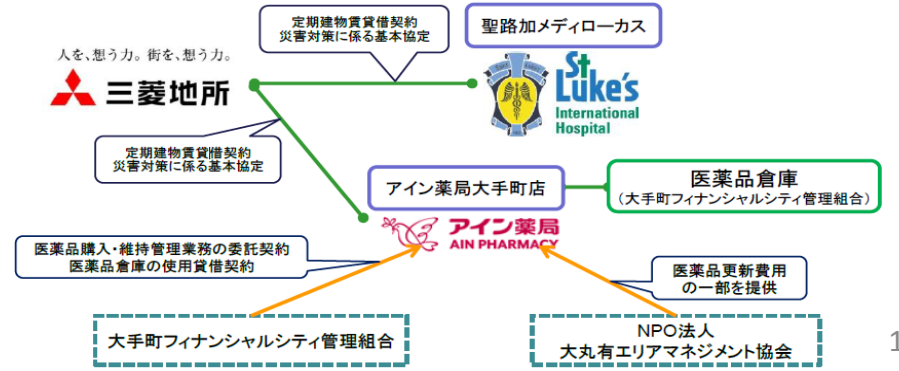 定期建物賃貸借契約
災害対策に係る基本協定
聖路加メディローカス
人を、想う力。街を、想う力。
三菱地所
St
Luke's
International
Hospital
定期建物賃貸借契約
災害対策に係る基本協定
アイン薬局大手町店
医薬品倉庫
（大手町フィナンシャルシティ管理組合）
アイン薬局
AIN PHARMACY
医薬品購入・維持管理業務の委託契約
医薬品倉庫の使用貸借契約
医薬品更新費用
の一部を提供
大手町フィナンシャルシティ管理組合
NPO法人
大丸有エリアマネジメント協会
1